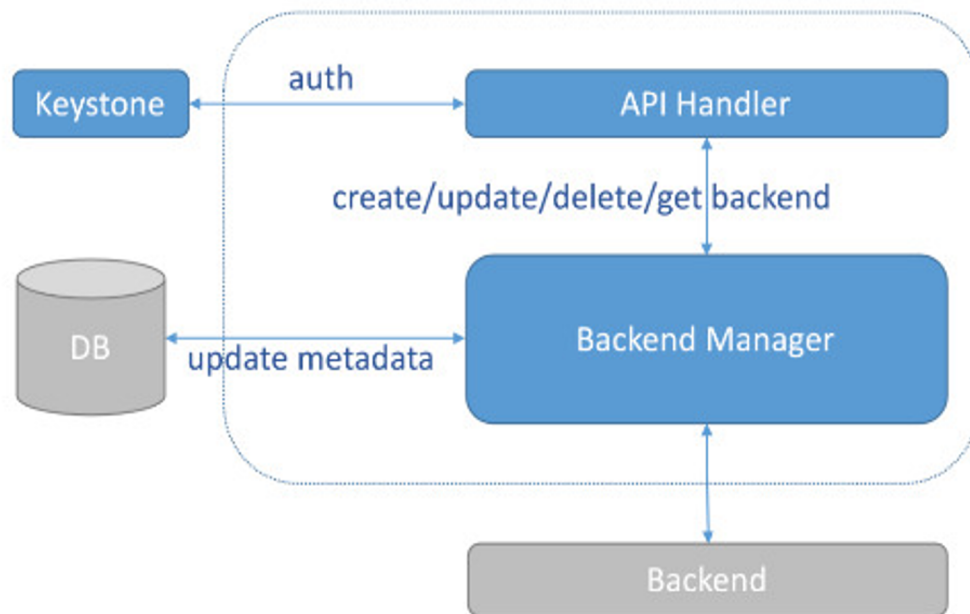 auth
Keystone
API Handler
create/update/delete/get backend
DB
update metadata
Backend Manager
Backend